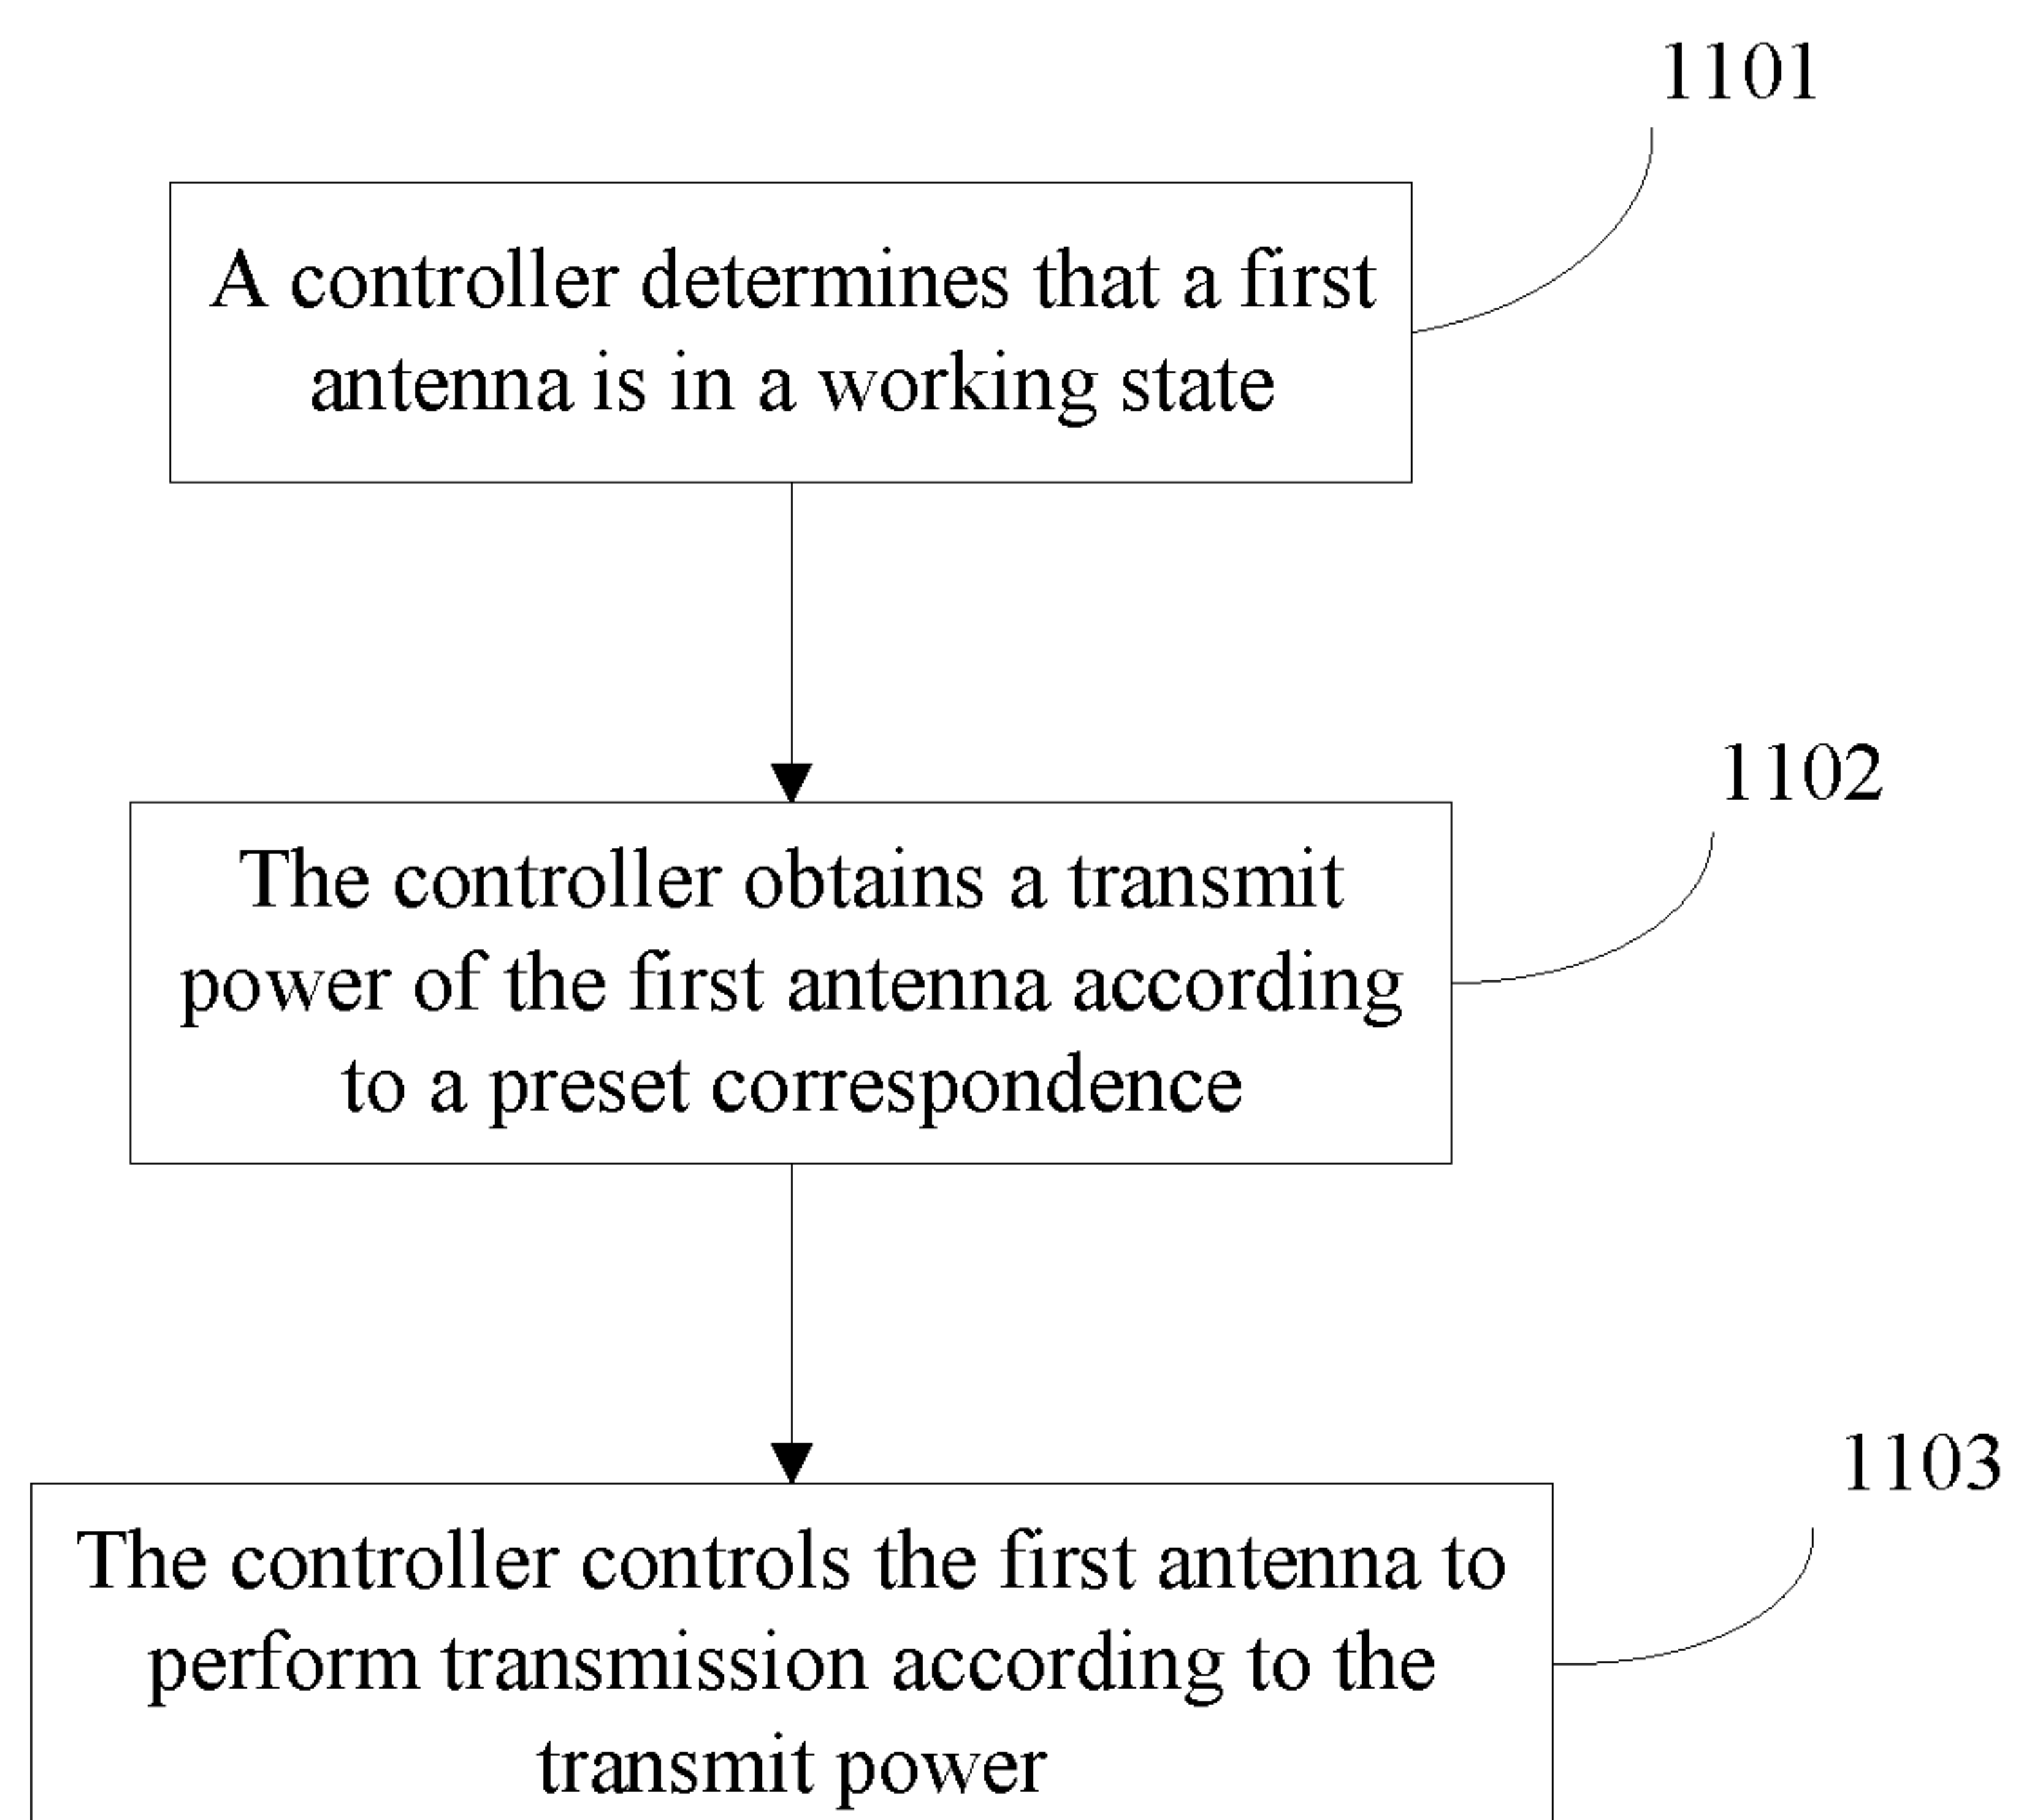 1101
A controller determines that a first
antenna is in a working state
1102
The controller obtains a transmit
power of the first antenna according
to a preset correspondence
1103
The controller controls the first antenna to
perform transmission according to the
transmit power